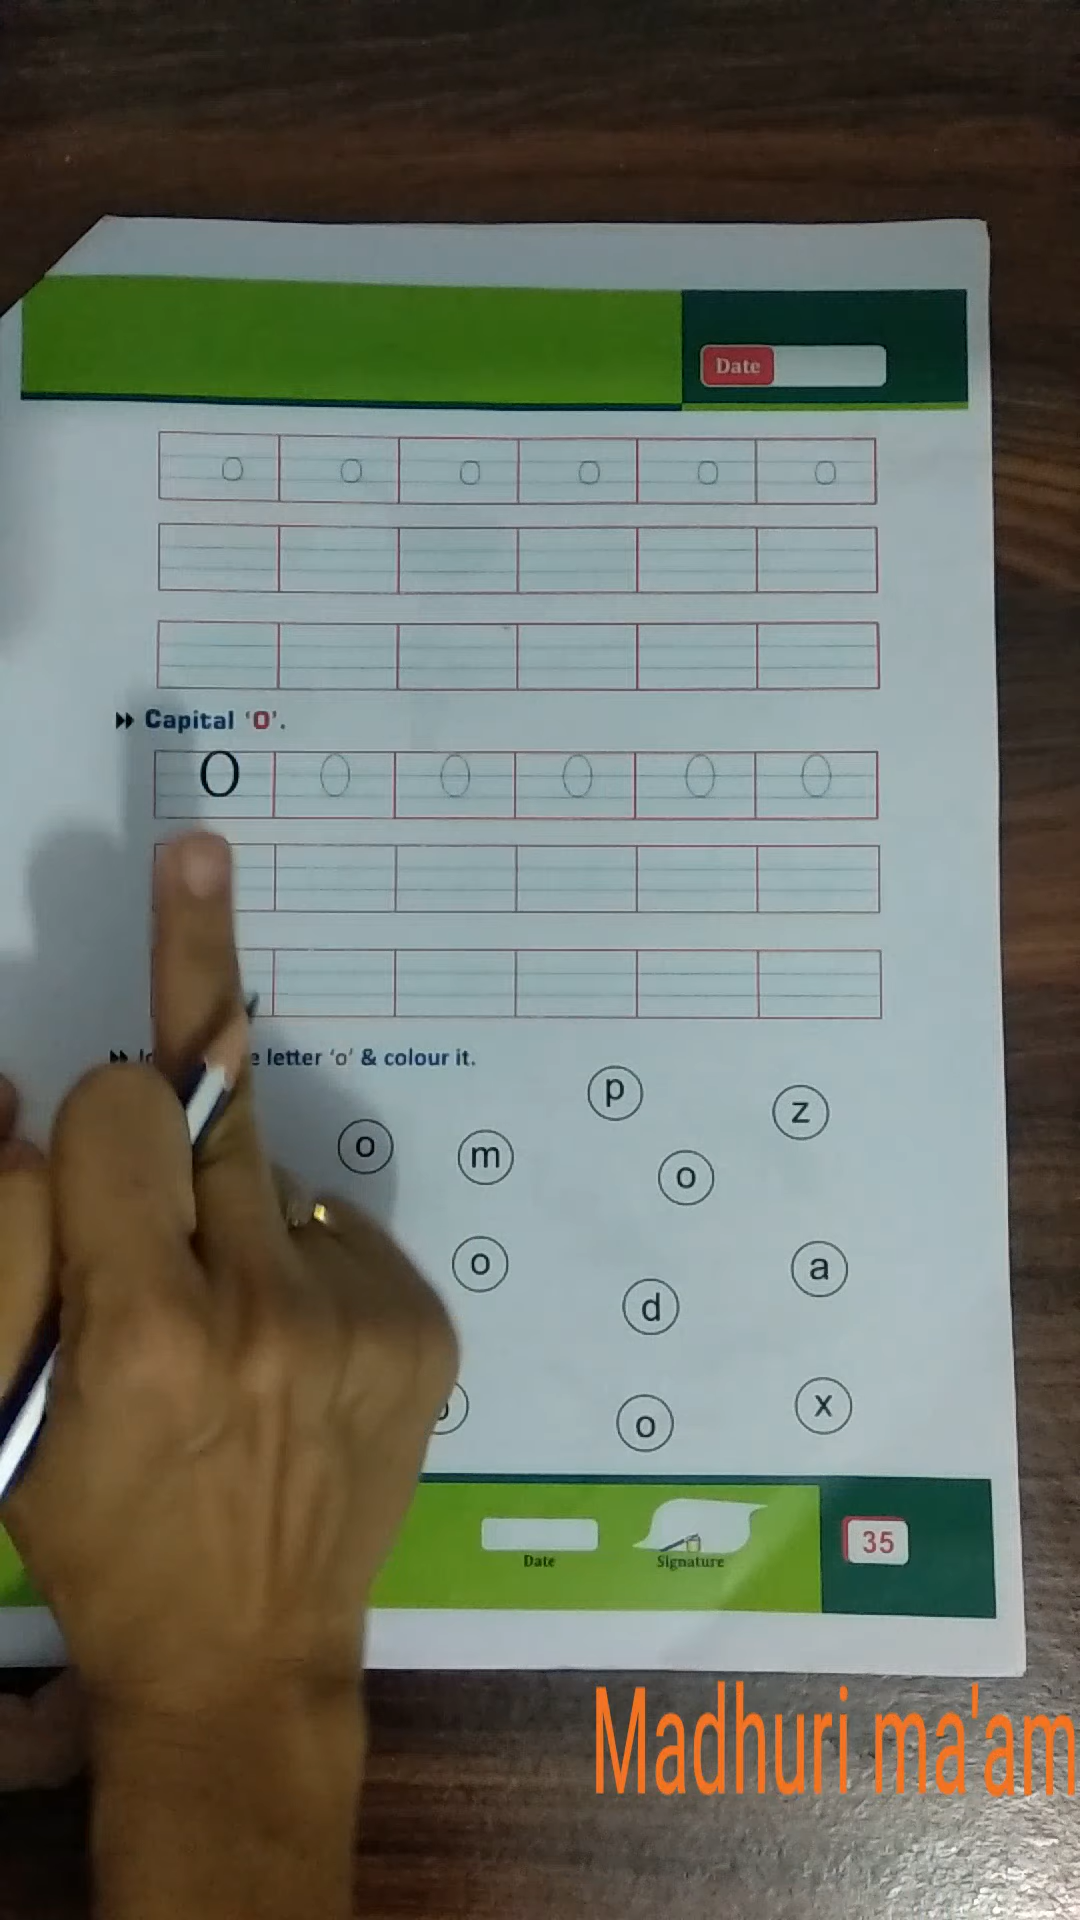 Date
o o o o o o
Capital 'O'.
O O O O O O
letter 'o' & colour it.
p
z
o
m
o
o
a
d
x
o
Date
Signature
35
Madhuri ma'am